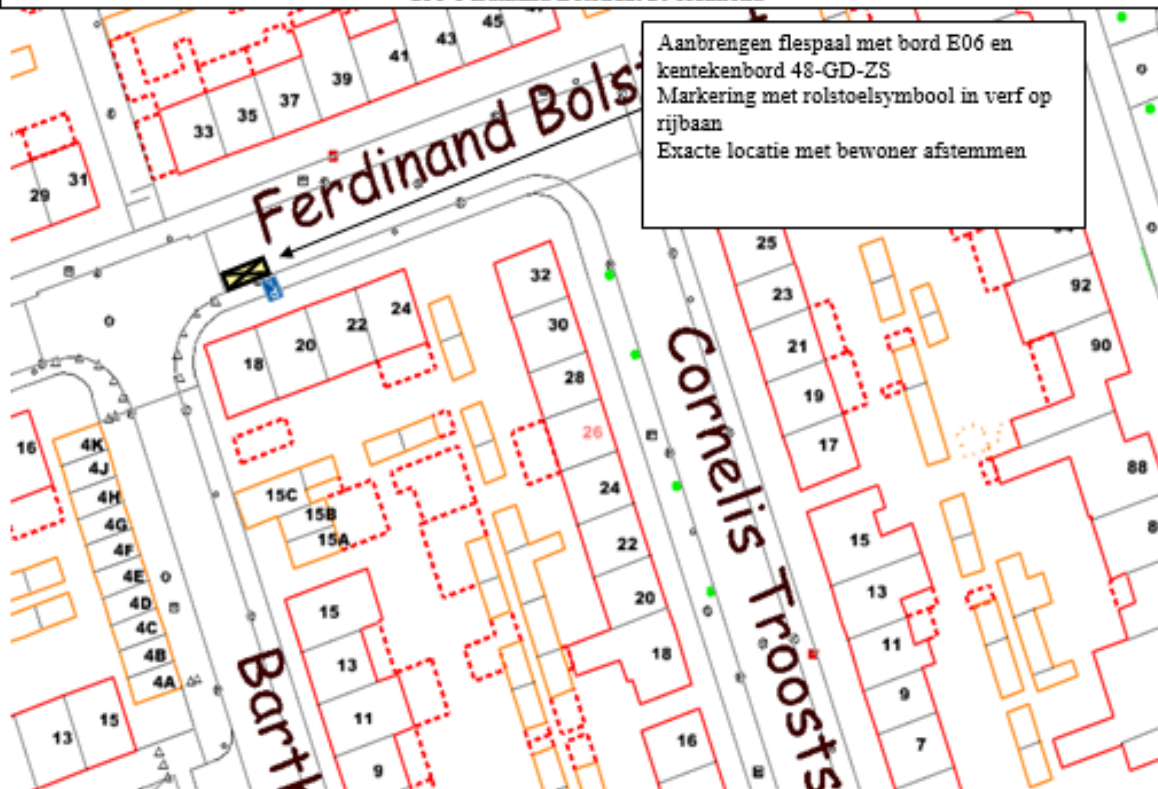 45
43
41
39
37
35
33
31
29
Aanbrengen flespaal met bord E06 en
kentekenbord 48-GD-ZS
Markering met rolstoelsymbool in verf op
rijbaan
Exacte locatie met bewoner afstemmen
Ferdinand Bolst
25
23
21
19
17
92
90
88
32
30
28
26
24
22
20
18
16
24
22
20
18
16
4K
4J
4H
4G
4F
4E
4D
4C
4B
4A
15C
15B
15A
15
13
11
9
15
13
15
13
11
9
7
Cornelis Troosts
Barth